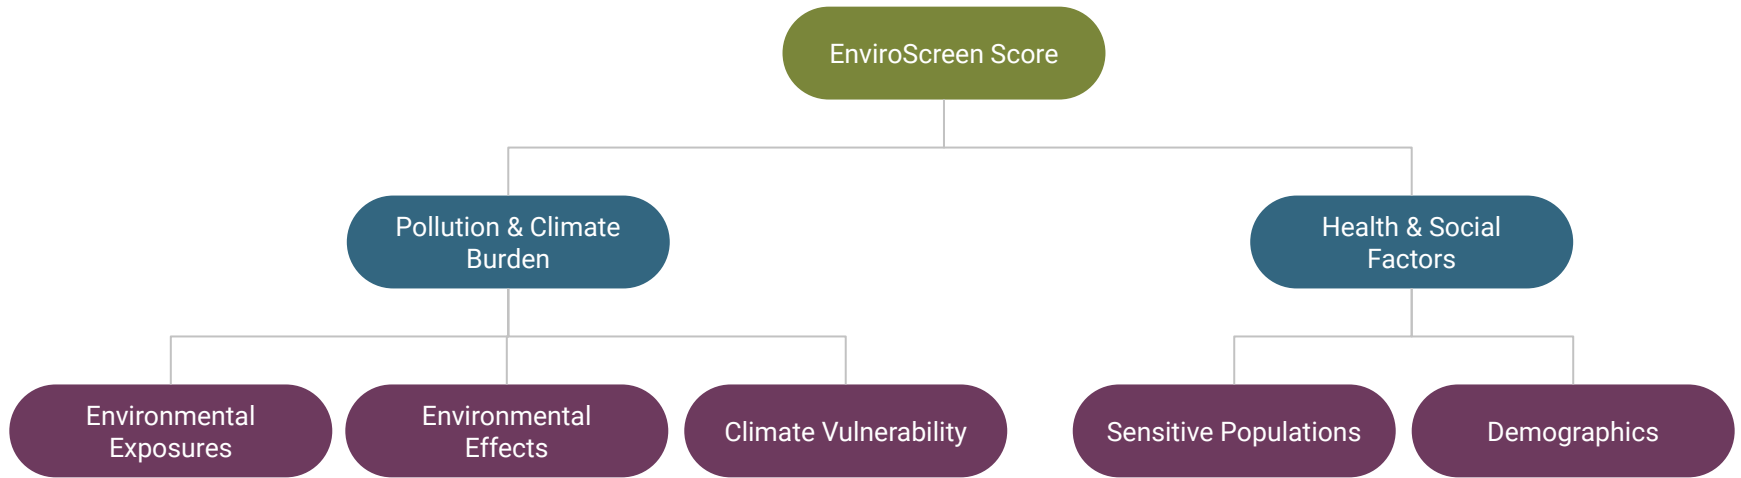 EnviroScreen Score
Pollution & Climate
Burden
Health & Social
Factors
Environmental
Exposures
Environmental
Effects
Climate Vulnerability
Sensitive Populations
Demographics